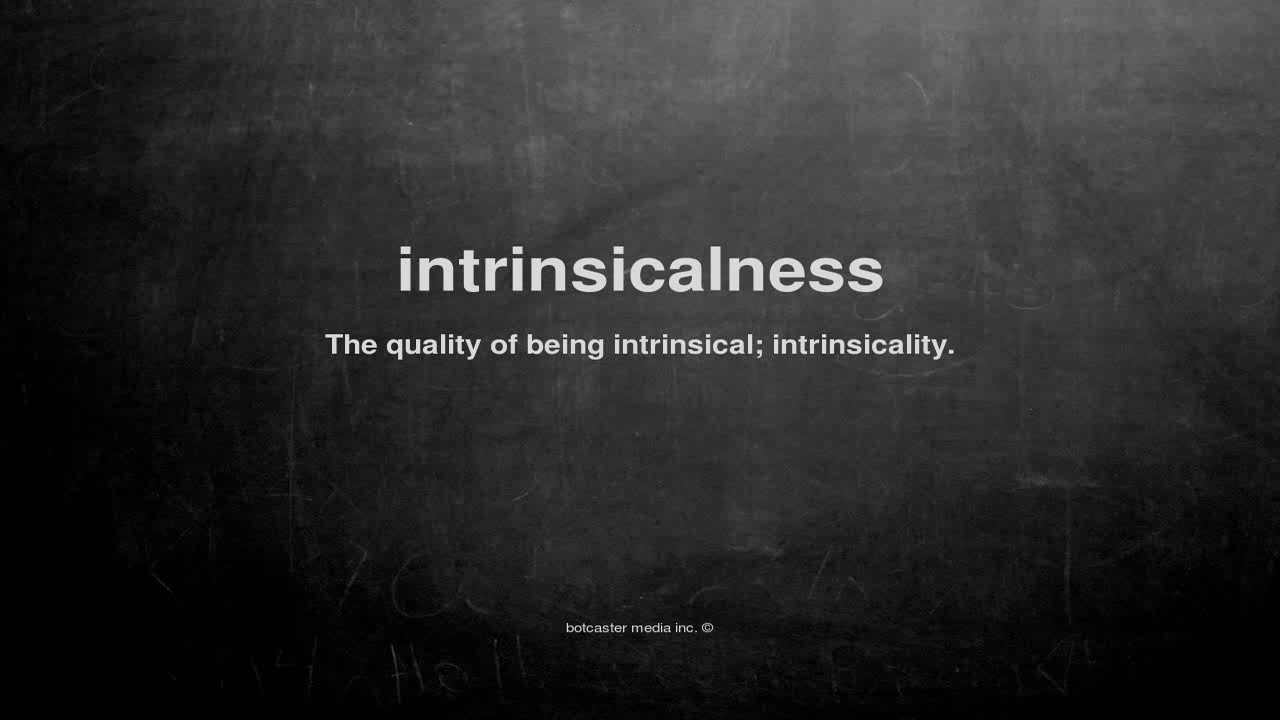 intrinsicalness
The quality of being intrinsical; intrinsicality.
botcaster media inc. ©